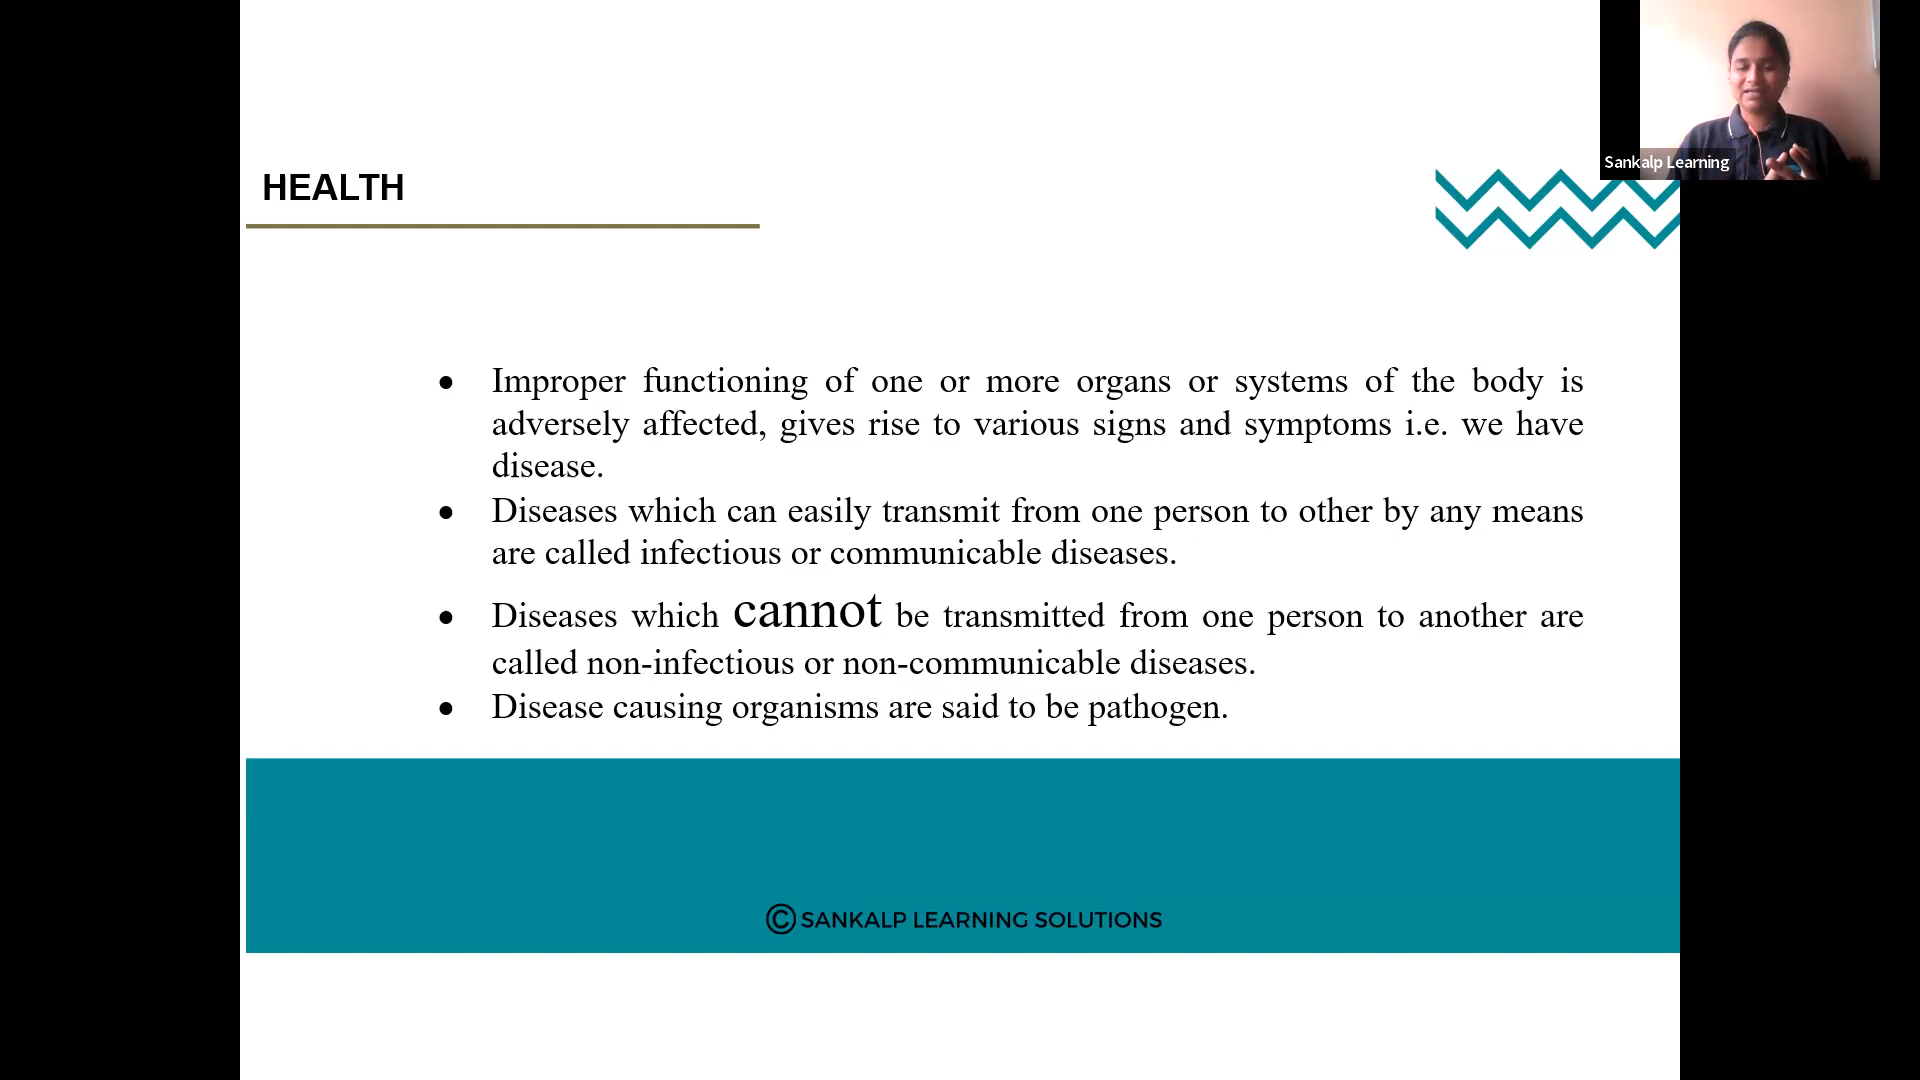 Sankalp Learning
HEALTH
● Improper functioning of one or more organs or systems of the body is
adversely affected, gives rise to various signs and symptoms i.e. we have
disease.
● Diseases which can easily transmit from one person to other by any means
are called infectious or communicable diseases.
● Diseases which cannot be transmitted from one person to another are
called non-infectious or non-communicable diseases.
● Disease causing organisms are said to be pathogen.
© SANKALP LEARNING SOLUTIONS